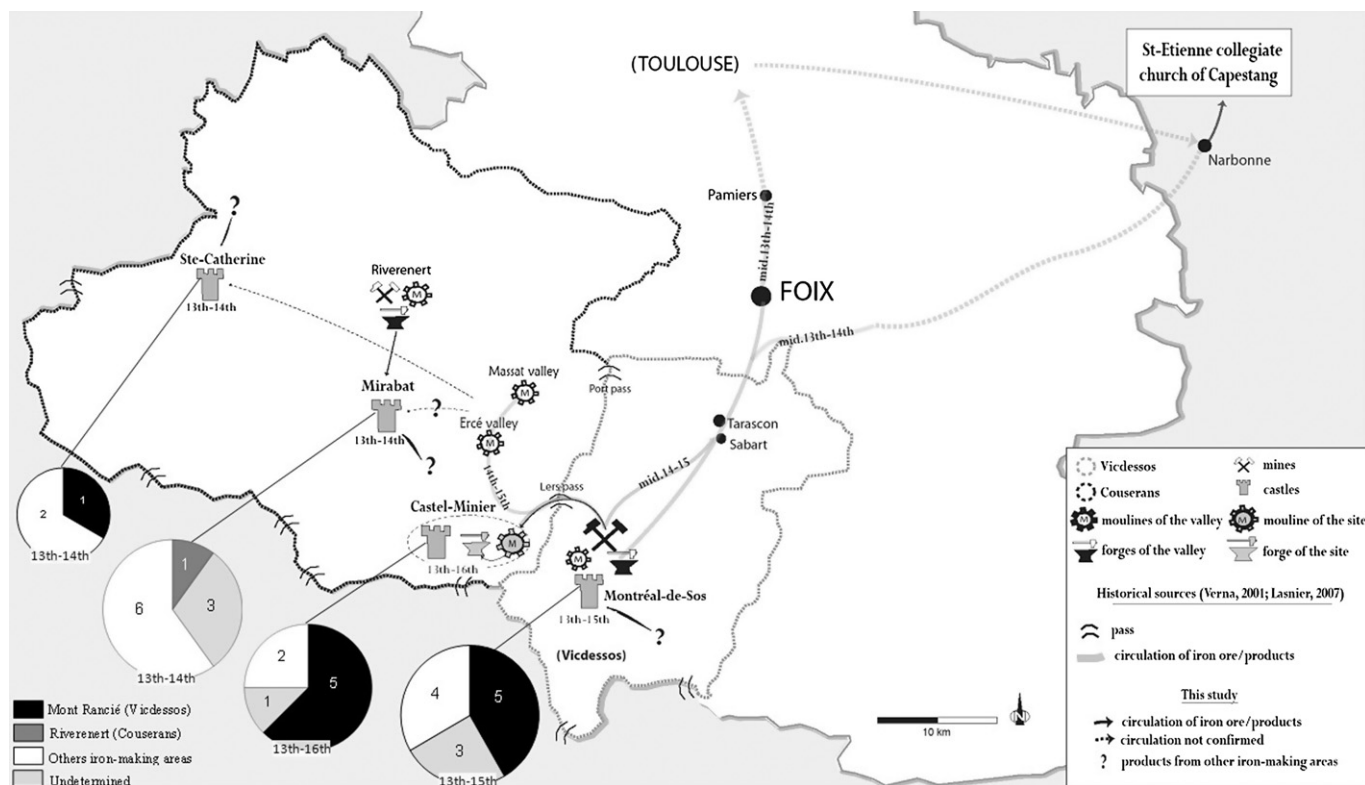 (TOULOUSE)
St-Etienne collegiate
church of Capestang
Narbonne
Pamiers
mid.13th-14th
FOIX
mid.13th-14th
?
Ste-Catherine
13th-14th
Riverenert
M
Massat valley
M
Port pass
Mirabat
13th-14th
?
?
Ercé valley
M
14th-15th
Tarascon
Sabart
mid.14-15
Lers pass
Castel-Minier
M
13th-16th
M
Montréal-de-Sos
13th-15th
?
(Vicdessos)
1
2
13th-14th
1
3
6
13th-14th
2
5
1
13th-16th
4
5
3
13th-15th
Mont Rancié (Vicdessos)
Riverenert (Couserans)
Others iron-making areas
Undetermined
10 km
N
Vicdessos
mines
Couserans
castles
M
moulines of the valley
M
mouline of the site
forges of the valley
forge of the site
Historical sources (Verna, 2001; Lasnier, 2007)
pass
circulation of iron ore/products
This study
circulation of iron ore/products
circulation not confirmed
? products from other iron-making areas